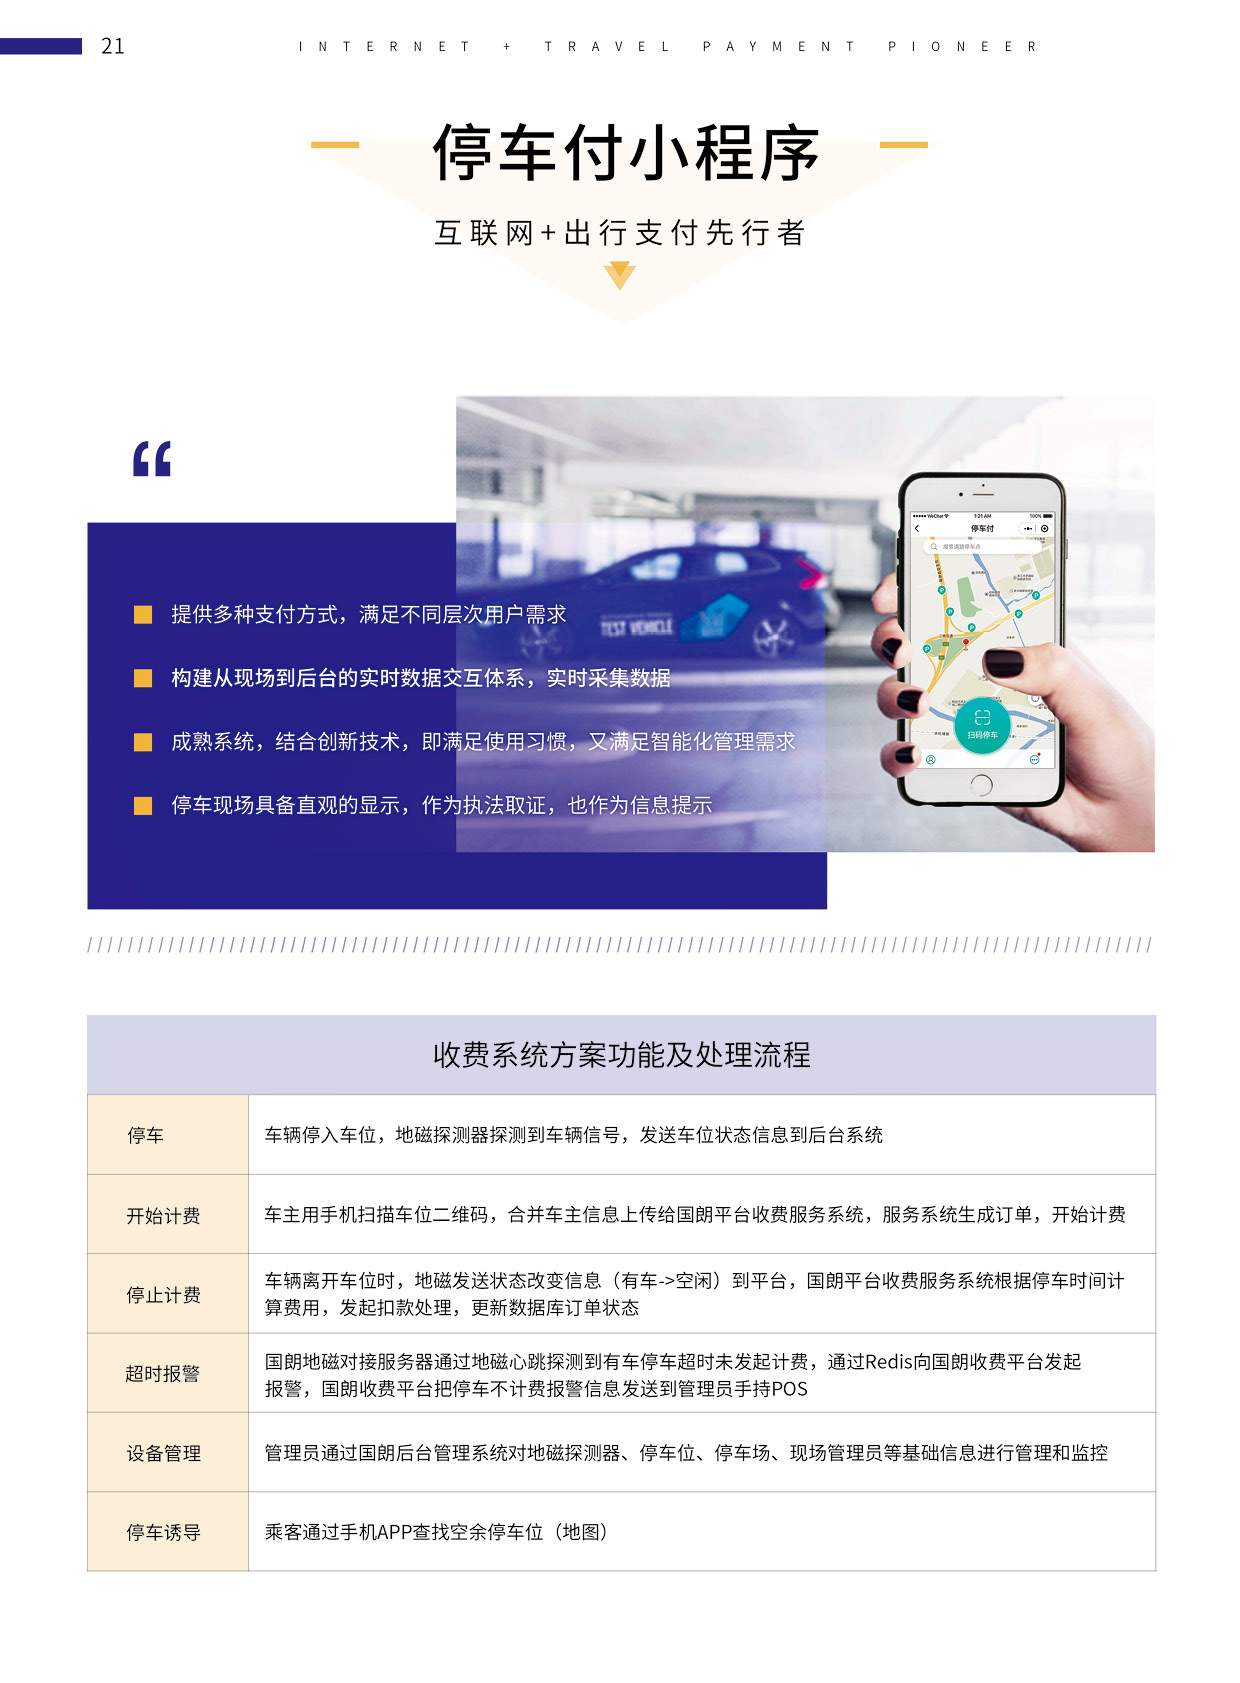 21
INTERNET + TRAVEL PAYMENT PIONEER
停车付小程序
互联网+出行支付先行者
提供多种支付方式，满足不同层次用户需求
构建从现场到后台的实时数据交互体系，实时采集数据
成熟系统，结合创新技术，即满足使用习惯，又满足智能化管理需求
停车现场具备直观的显示，作为执法取证，也作为信息提示
TEST VEHICLE
WeChat 1:21 AM 100%
停车付
搜索道路停车点
扫码停车
收费系统方案功能及处理流程
停车
车辆停入车位，地磁探测器探测到车辆信号，发送车位状态信息到后台系统
开始计费
车主用手机扫描车位二维码，合并车主信息上传给国朗平台收费服务系统，服务系统生成订单，开始计费
停止计费
车辆离开车位时，地磁发送状态改变信息（有车->空闲）到平台，国朗平台收费服务系统根据停车时间计
算费用，发起扣款处理，更新数据库订单状态
超时报警
国朗地磁对接服务器通过地磁心跳探测到有车停车超时未发起计费，通过Redis向国朗收费平台发起
报警，国朗收费平台把停车不计费报警信息发送到管理员手持POS
设备管理
管理员通过国朗后台管理系统对地磁探测器、停车位、停车场、现场管理员等基础信息进行管理和监控
停车诱导
乘客通过手机APP查找空余停车位（地图）